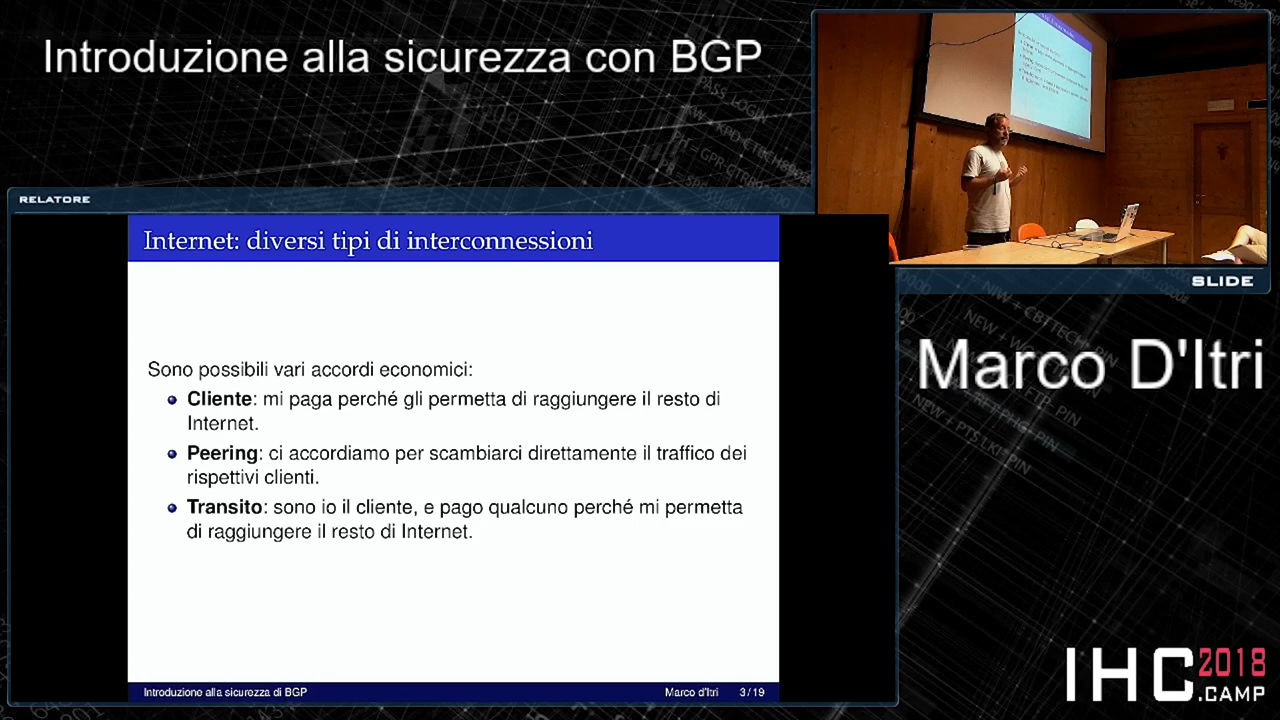 Introduzione alla sicurezza con BGP
RELATORE
Internet: diversi tipi di interconnessioni
Sono possibili vari accordi economici:
Cliente: mi paga perché gli permetta di raggiungere il resto di
Internet.
Peering: ci accordiamo per scambiarci direttamente il traffico dei
rispettivi clienti.
Transito: sono io il cliente, e pago qualcuno perché mi permetta
di raggiungere il resto di Internet.
Introduzione alla sicurezza di BGP
Marco d'Itri
3/19
SLIDE
Marco D'Itri
IHC2018
.CAMP